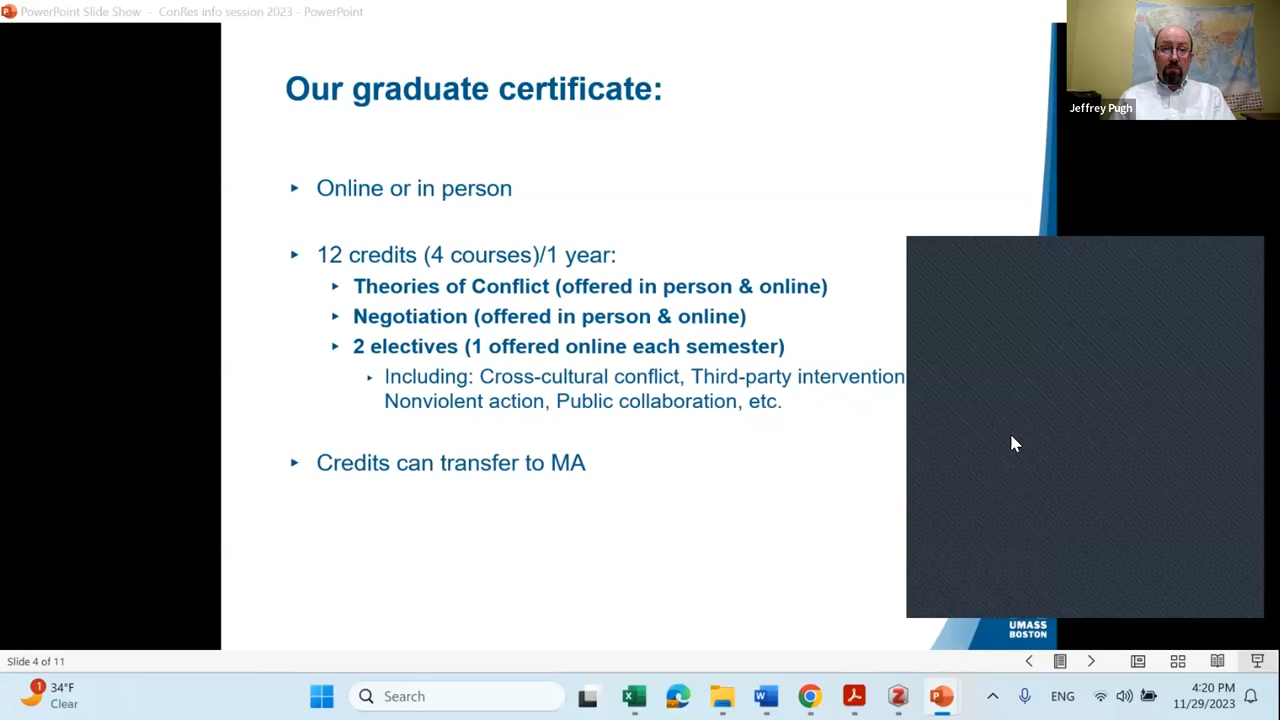 PowerPoint Slide Show - ConRes info session 2023 - PowerPoint
Jeffrey Pugh
Our graduate certificate:
Online or in person
12 credits (4 courses)/1 year:
Theories of Conflict (offered in person & online)
Negotiation (offered in person & online)
2 electives (1 offered online each semester)
Including: Cross-cultural conflict, Third-party intervention
Nonviolent action, Public collaboration, etc.
Credits can transfer to MA
UMASS
BOSTON
Slide 4 of 11
1
34°F
Clear
Search
ENG
4:20 PM
11/29/2023